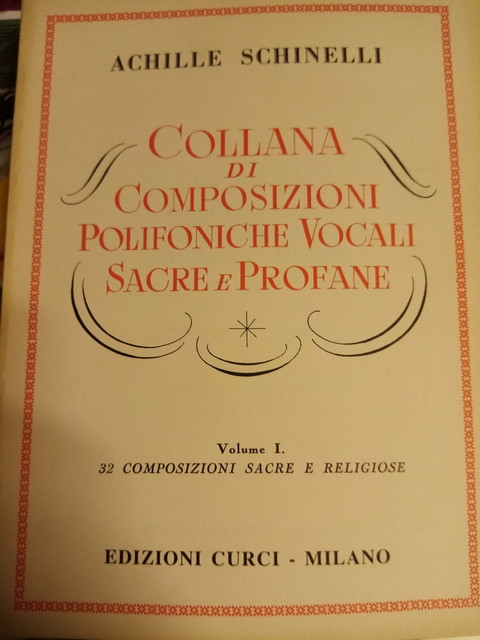 ACHILLE SCHINELLI
COLLANA
DI
COMPOSIZIONI
POLIFONICHE VOCALI
SACRE E PROFANE
Volume I.
32 COMPOSIZIONI SACRE E RELIGIOSE
EDIZIONI CURCI - MILANO